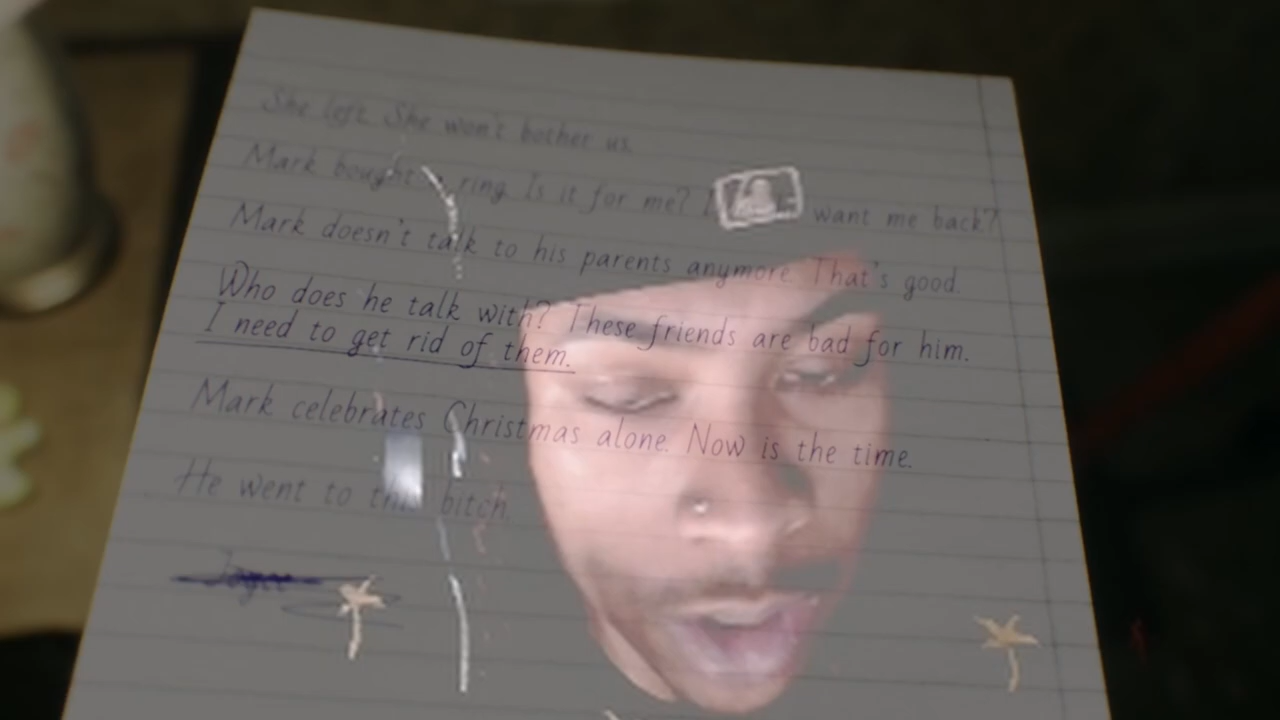 She left. She won't bother us.
Mark bought ring. Is it for me? want me back?
Mark doesn't talk to his parents anymore. That's good.
Who does he talk with? These friends are bad for him.
I need to get rid of them.
Mark celebrates Christmas alone. Now is the time.
He went to this bitch.